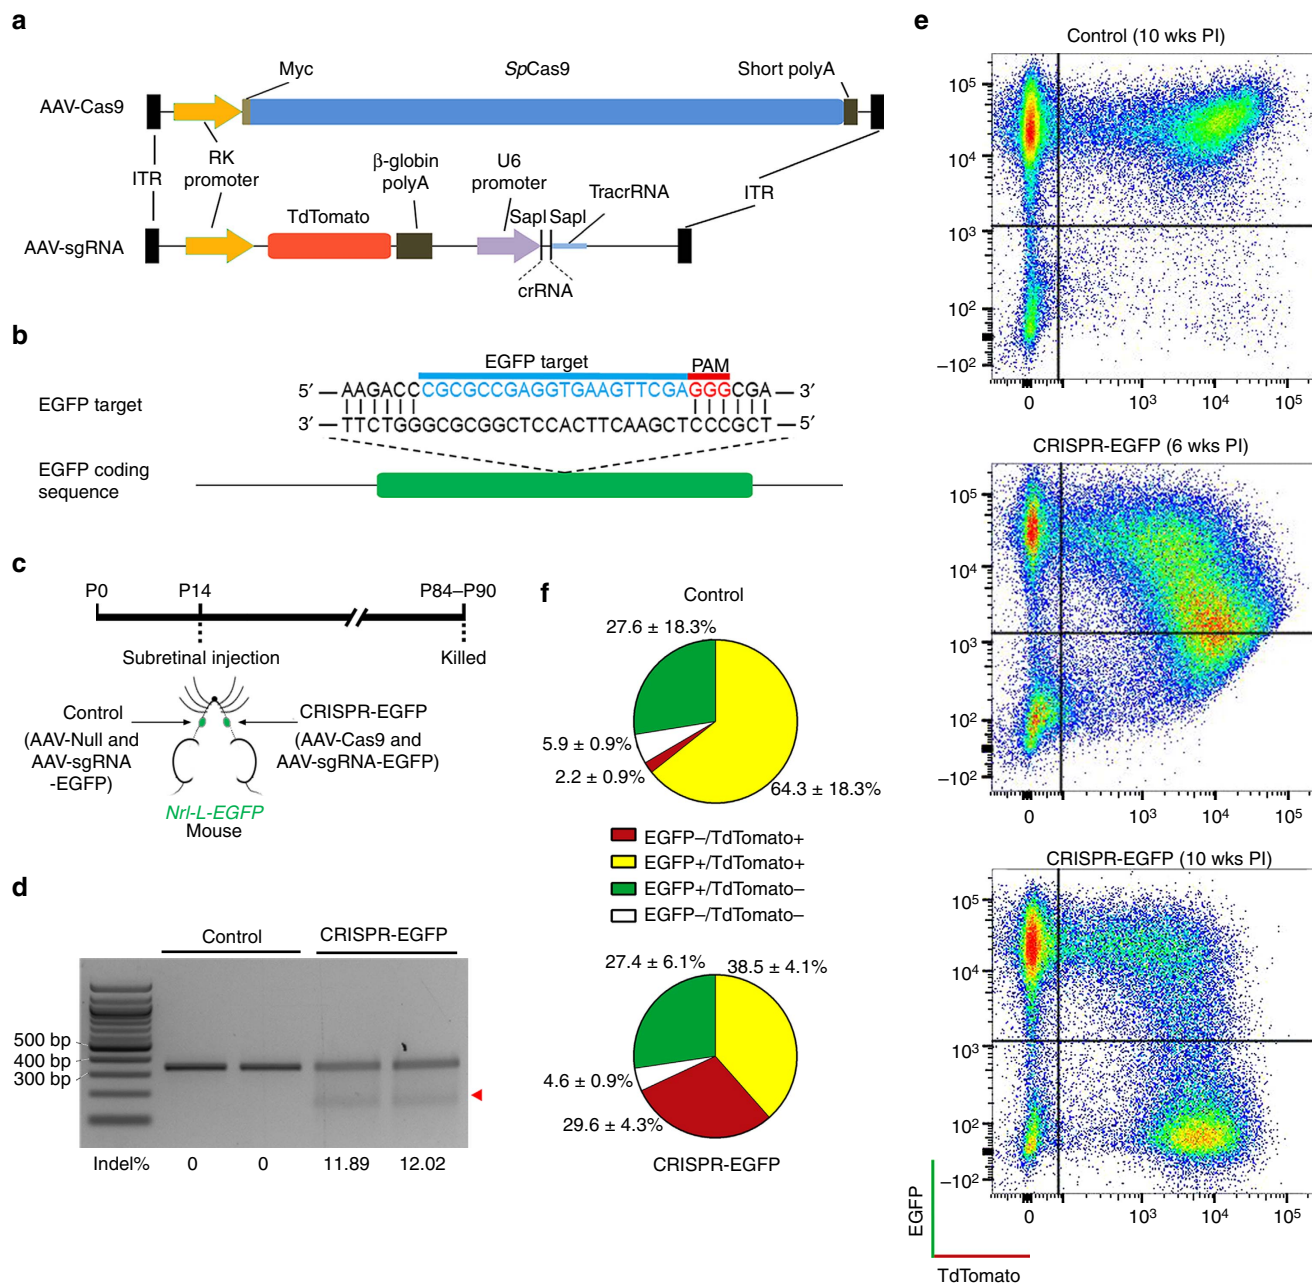 a
AAV-Cas9
Myc
SpCas9
Short polyA
ITR
RK
promoter
β-globin
polyA
U6
promoter
TracrRNA
ITR
TdTomato
SapI SapI
AAV-sgRNA
crRNA
b
EGFP target
PAM
EGFP target
5′ — AAGACCCGCGCCGAGGTGAAGTTCGAGGGCGA — 3′
3′ — TTCTGGGCGCGGCTCCACTTCAAGCTCCCGCT — 5′
EGFP coding
sequence
c
P0
P14
P84–P90
Subretinal injection
Killed
Control
(AAV-Null and
AAV-sgRNA
-EGFP)
CRISPR-EGFP
(AAV-Cas9 and
AAV-sgRNA-EGFP)
Nrl-L-EGFP
Mouse
d
Control
CRISPR-EGFP
500 bp
400 bp
300 bp
Indel%
0
0
11.89
12.02
e
Control (10 wks PI)
10⁵
10⁴
10³
10²
–10²
0
10³
10⁴
10⁵
CRISPR-EGFP (6 wks PI)
10⁵
10⁴
10³
10²
–10²
0
10³
10⁴
10⁵
CRISPR-EGFP (10 wks PI)
10⁵
10⁴
10³
10²
–10²
0
10³
10⁴
10⁵
EGFP
TdTomato
f
Control
27.6 ± 18.3%
5.9 ± 0.9%
2.2 ± 0.9%
64.3 ± 18.3%
EGFP–/TdTomato+
EGFP+/TdTomato+
EGFP+/TdTomato–
EGFP–/TdTomato–
27.4 ± 6.1%
38.5 ± 4.1%
4.6 ± 0.9%
29.6 ± 4.3%
CRISPR-EGFP